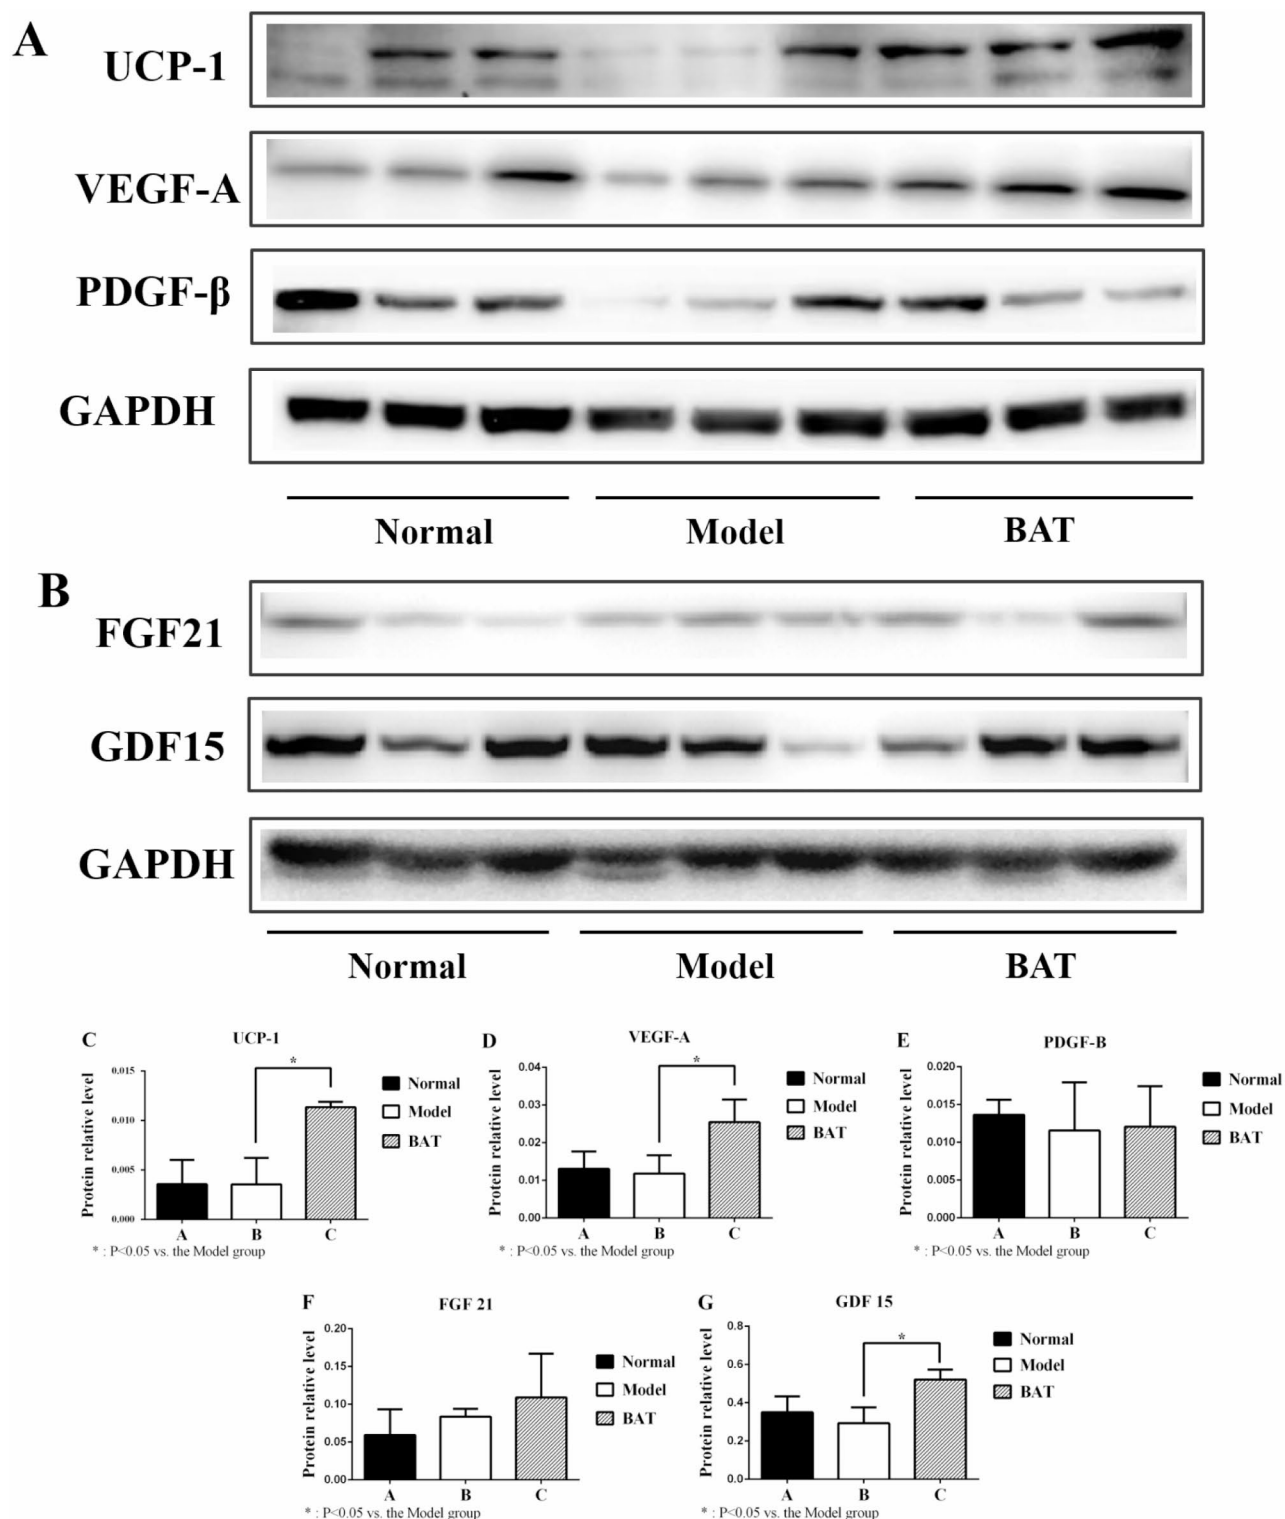 A
UCP-1
VEGF-A
PDGF-β
GAPDH
Normal Model BAT
B
FGF21
GDF15
GAPDH
Normal Model BAT
C UCP-1
Protein relative level
0.015
0.010
0.005
0.000
A B C
Normal
Model
BAT
* : P<0.05 vs. the Model group
*
D VEGF-A
Protein relative level
0.04
0.03
0.02
0.01
0.00
A B C
Normal
Model
BAT
* : P<0.05 vs. the Model group
*
E PDGF-B
Protein relative level
0.020
0.015
0.010
0.005
0.000
A B C
Normal
Model
BAT
* : P<0.05 vs. the Model group
F FGF 21
Protein relative level
0.20
0.15
0.10
0.05
0.00
A B C
Normal
Model
BAT
* : P<0.05 vs. the Model group
G GDF 15
Protein relative level
0.8
0.6
0.4
0.2
0.0
A B C
Normal
Model
BAT
* : P<0.05 vs. the Model group
*